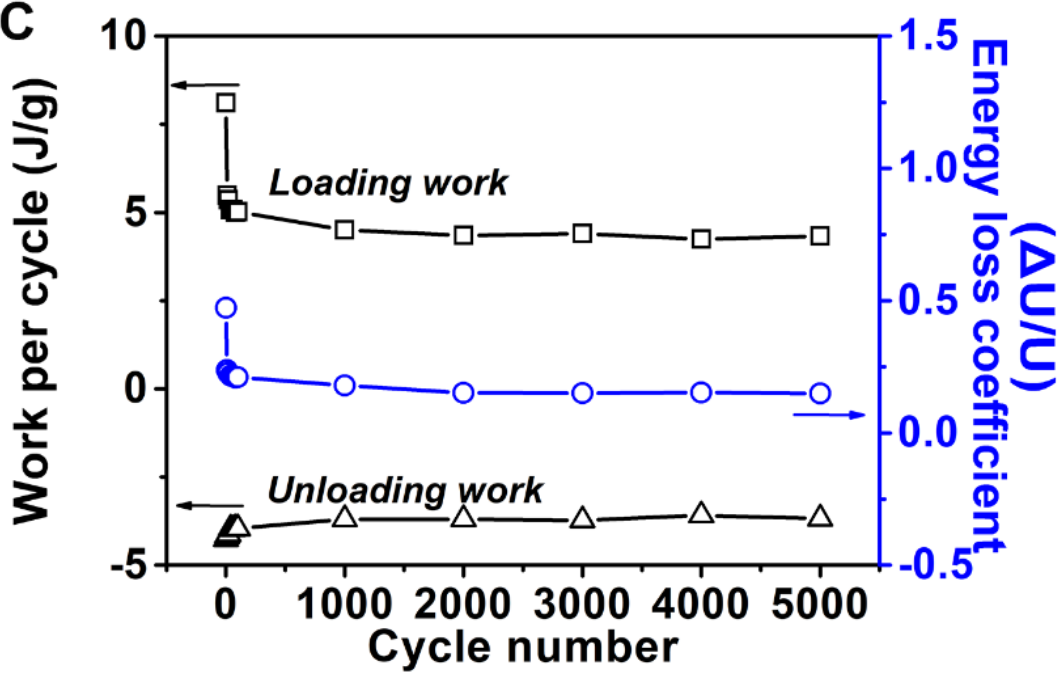 C
Work per cycle (J/g)
10
5
0
-5
Loading work
Unloading work
0 1000 2000 3000 4000 5000
Cycle number
1.5
1.0
0.5
0.0
-0.5
Energy loss coefficient
(ΔU/U)